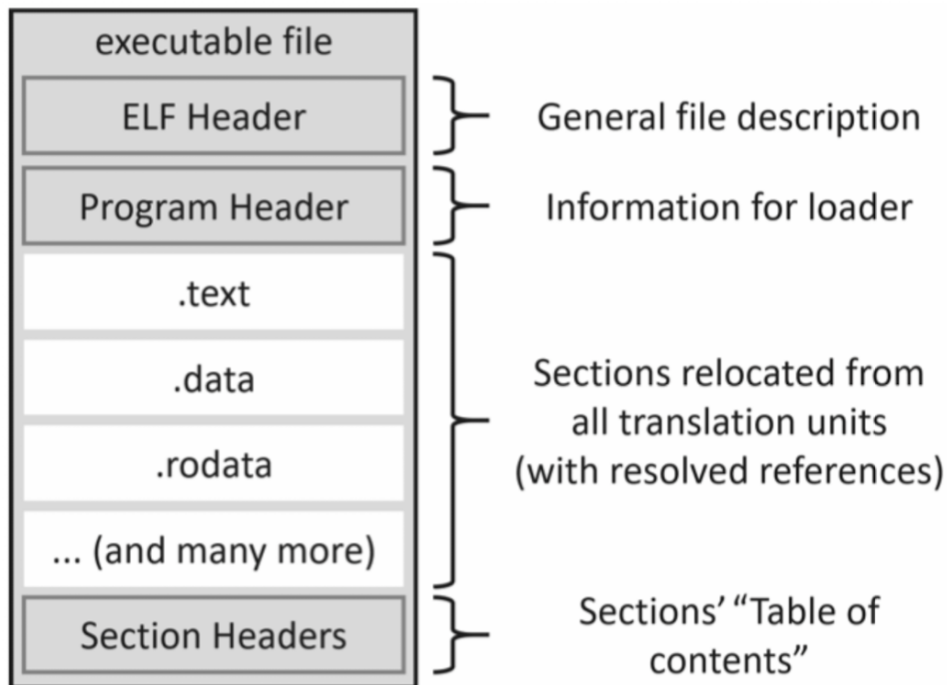 executable file
ELF Header
General file description
Program Header
Information for loader
.text
.data
.rodata
... (and many more)
Sections relocated from
all translation units
(with resolved references)
Section Headers
Sections’ “Table of
contents”